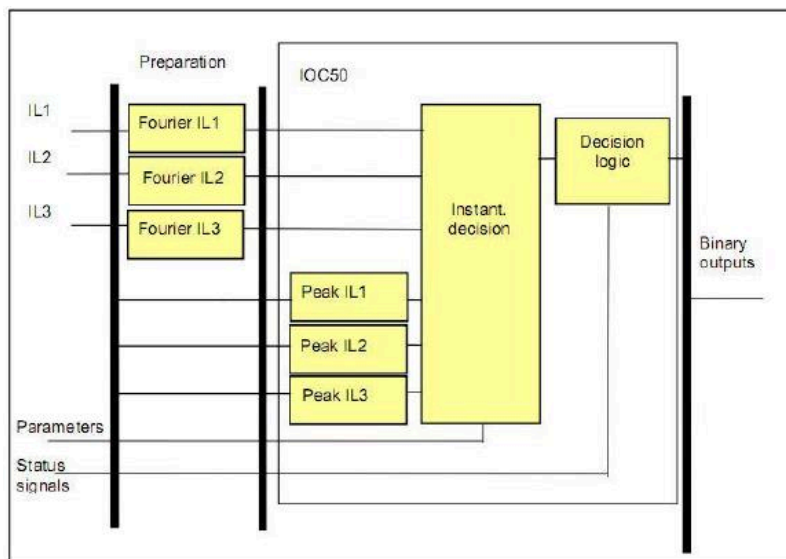 Preparation
IOC50
IL1
Fourier IL1
IL2
Fourier IL2
IL3
Fourier IL3
Decision
logic
Instant.
decision
Binary
outputs
Peak IL1
Peak IL2
Peak IL3
Parameters
Status
signals